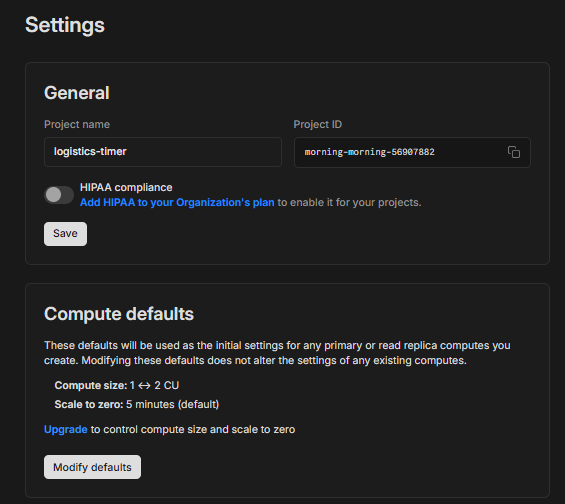 Settings
General
Project name
Project ID
logistics-timer
morning-morning-56907882
HIPAA compliance
Add HIPAA to your Organization's plan to enable it for your projects.
Save
Compute defaults
These defaults will be used as the initial settings for any primary or read replica computes you
create. Modifying these defaults does not alter the settings of any existing computes.
Compute size: 1 ↔ 2 CU
Scale to zero: 5 minutes (default)
Upgrade to control compute size and scale to zero
Modify defaults